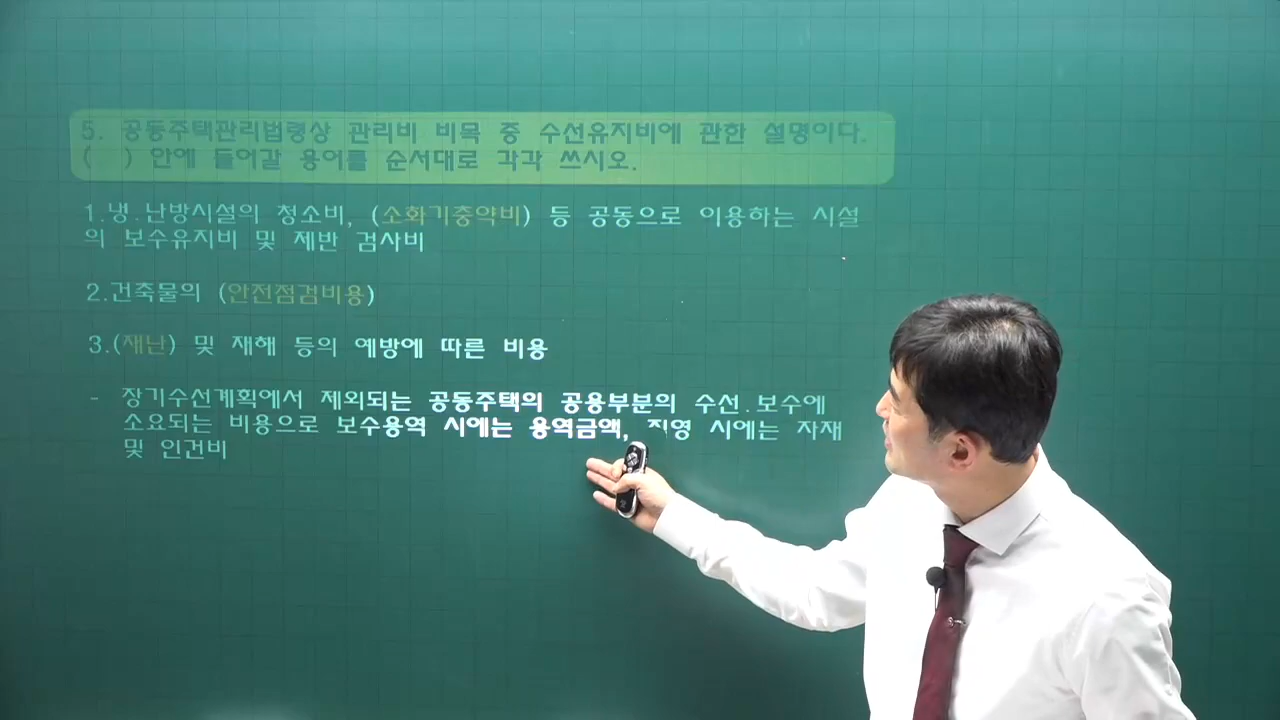 5. 공동주택관리법령상 관리비 비목 중 수선유지비에 관한 설명이다.
( ) 안에 들어갈 용어를 순서대로 각각 쓰시오.
1.냉.난방시설의 청소비, (소화기충약비) 등 공동으로 이용하는 시설
의 보수유지비 및 제반 검사비
2.건축물의 (안전점검비용)
3.(재난) 및 재해 등의 예방에 따른 비용
- 장기수선계획에서 제외되는 공동주택의 공용부분의 수선.보수에
소요되는 비용으로 보수용역 시에는 용역금액, 직영 시에는 자재
및 인건비